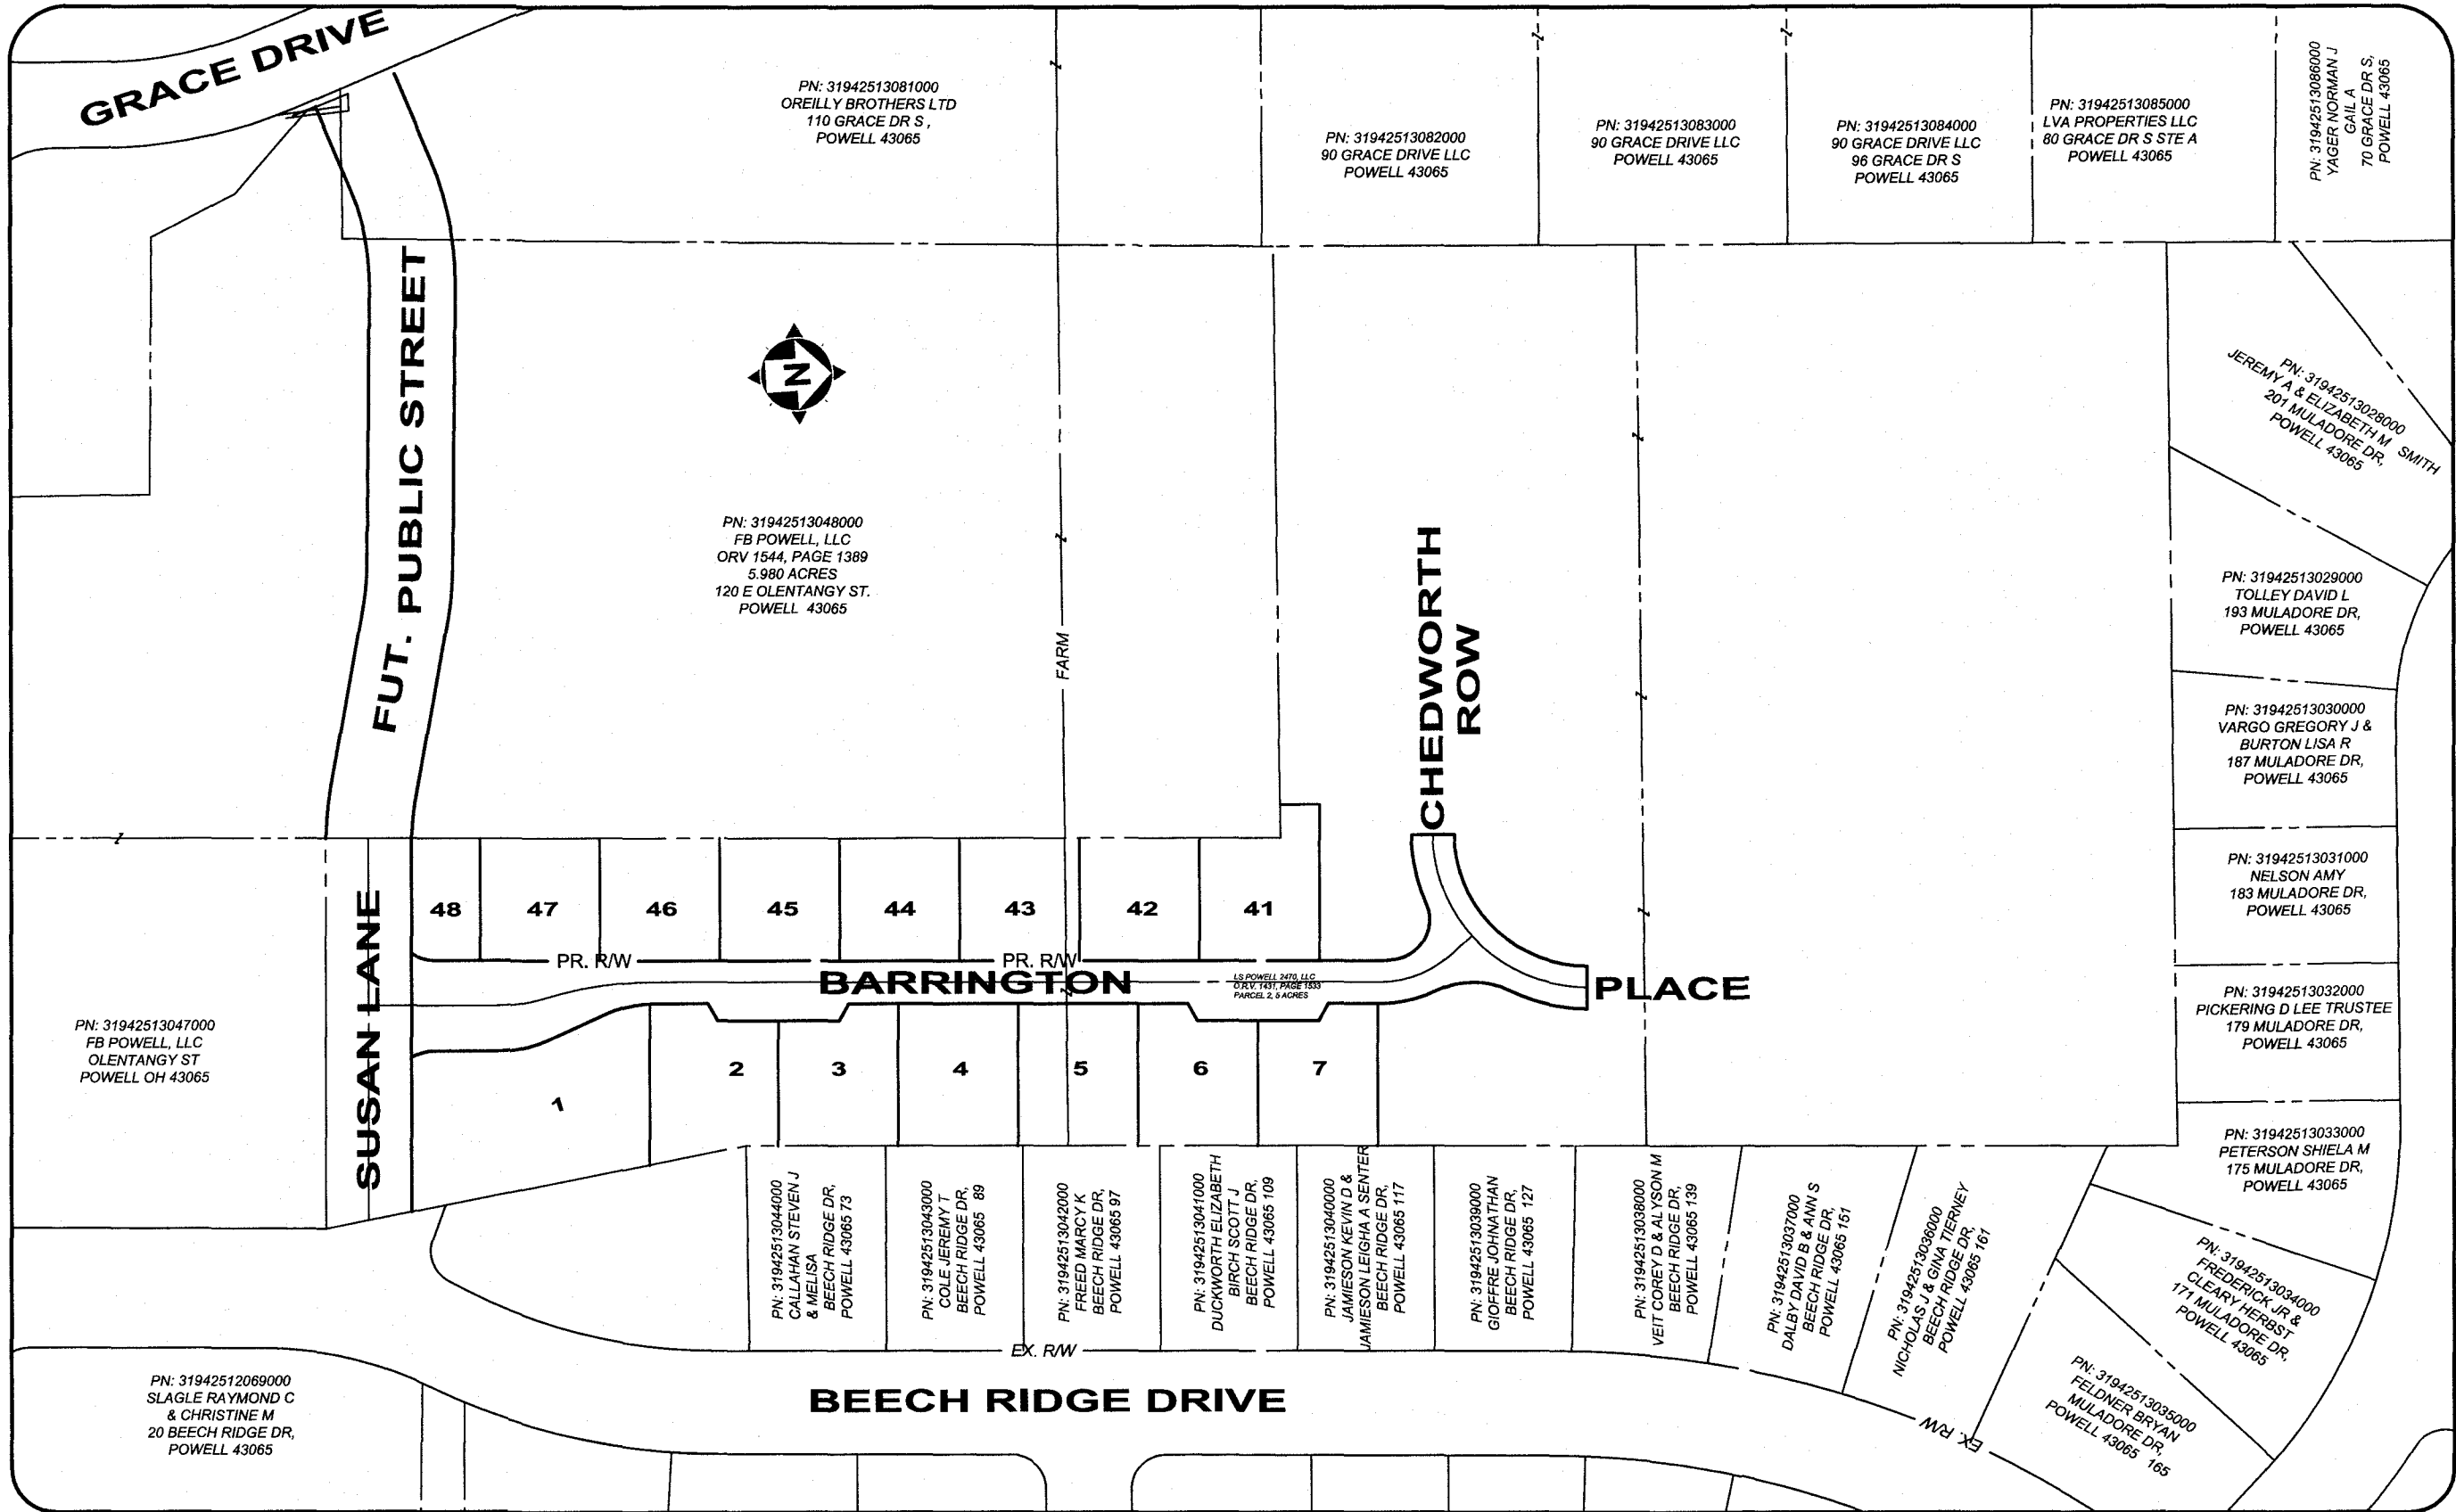 GRACE DRIVE
PN: 31942513081000
OREILLY BROTHERS LTD
110 GRACE DR S ,
POWELL 43065
PN: 31942513082000
90 GRACE DRIVE LLC
POWELL 43065
PN: 31942513083000
90 GRACE DRIVE LLC
POWELL 43065
PN: 31942513084000
90 GRACE DRIVE LLC
96 GRACE DR S
POWELL 43065
PN: 31942513085000
LVA PROPERTIES LLC
80 GRACE DR S STE A
POWELL 43065
PN: 31942513086000
YAGER NORMAN J
GAIL A
70 GRACE DR S,
POWELL 43065
FUT. PUBLIC STREET
N
PN: 31942513048000
FB POWELL, LLC
ORV 1544, PAGE 1389
5.980 ACRES
120 E OLENTANGY ST.
POWELL 43065
FARM
CHEDWORTH
ROW
PN: 31942513028000
JEREMY A & ELIZABETH M SMITH
201 MULADORE DR,
POWELL 43065
PN: 31942513029000
TOLLEY DAVID L
193 MULADORE DR,
POWELL 43065
PN: 31942513030000
VARGO GREGORY J &
BURTON LISA R
187 MULADORE DR,
POWELL 43065
PN: 31942513031000
NELSON AMY
183 MULADORE DR,
POWELL 43065
PN: 31942513032000
PICKERING D LEE TRUSTEE
179 MULADORE DR,
POWELL 43065
PN: 31942513033000
PETERSON SHIELA M
175 MULADORE DR,
POWELL 43065
48
47
46
45
44
43
42
41
PR. R/W
PR. R/W
BARRINGTON
LS POWELL 2470, LLC
O.R.V. 1431, PAGE 1533
PARCEL 2, 5 ACRES
PLACE
SUSAN LANE
PN: 31942513047000
FB POWELL, LLC
OLENTANGY ST
POWELL OH 43065
1
2
3
4
5
6
7
PN: 31942513044000
CALLAHAN STEVEN J
& MELISA
BEECH RIDGE DR,
POWELL 43065 73
PN: 31942513043000
COLE JEREMY T
BEECH RIDGE DR,
POWELL 43065 89
PN: 31942513042000
FREED MARCY K
BEECH RIDGE DR,
POWELL 43065 97
PN: 31942513041000
DUCKWORTH ELIZABETH
BIRCH SCOTT J
BEECH RIDGE DR,
POWELL 43065 109
PN: 31942513040000
JAMIESON KEVIN D &
JAMIESON LEIGHA A SENTER
BEECH RIDGE DR,
POWELL 43065 117
PN: 31942513039000
GIOFFRE JOHNATHAN
BEECH RIDGE DR,
POWELL 43065 127
PN: 31942513038000
VEIT COREY D & ALYSON M
BEECH RIDGE DR,
POWELL 43065 139
PN: 31942513037000
DALBY DAVID B & ANN S
BEECH RIDGE DR,
POWELL 43065 151
PN: 31942513036000
NICHOLAS J & GINA TIERNEY
BEECH RIDGE DR,
POWELL 43065 161
PN: 31942513034000
FREDERICK JR &
CLEARY HERBST
171 MULADORE DR,
POWELL 43065
PN: 31942513035000
FELDNER BRYAN
MULADORE DR,
POWELL 43065 165
EX. R/W
EX. R/W
BEECH RIDGE DRIVE
PN: 31942512069000
SLAGLE RAYMOND C
& CHRISTINE M
20 BEECH RIDGE DR,
POWELL 43065